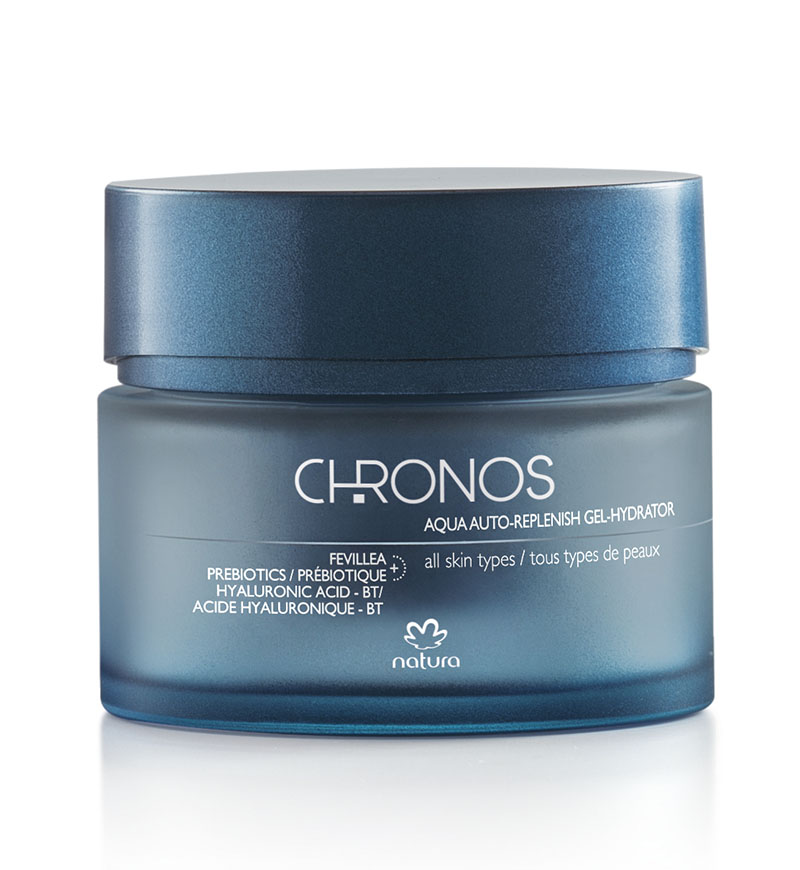 CHRONOS
AQUA AUTO-REPLENISH GEL-HYDRATOR
FEVILLEA
PREBIOTICS / PRÉBIOTIQUE
HYALURONIC ACID - BT/
ACIDE HYALURONIQUE - BT
+
all skin types / tous types de peaux
natura